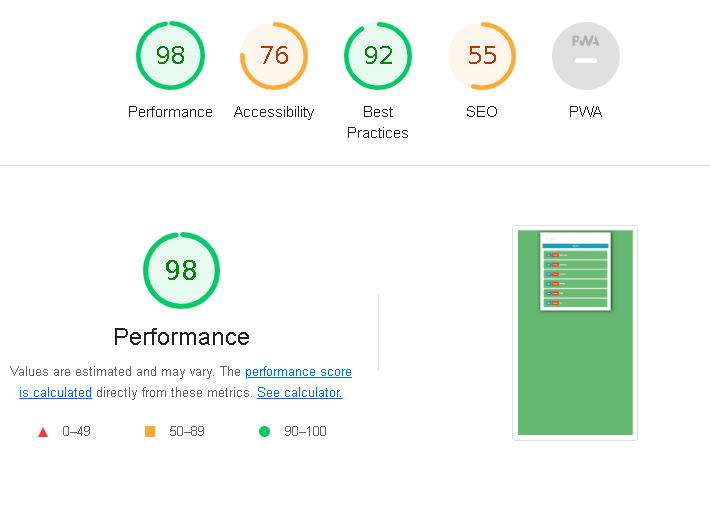 98 76 92 55 PWA
Performance Accessibility Best Practices SEO PWA
98
Performance
Values are estimated and may vary. The performance score
is calculated directly from these metrics. See calculator.
0–49 50–89 90–100